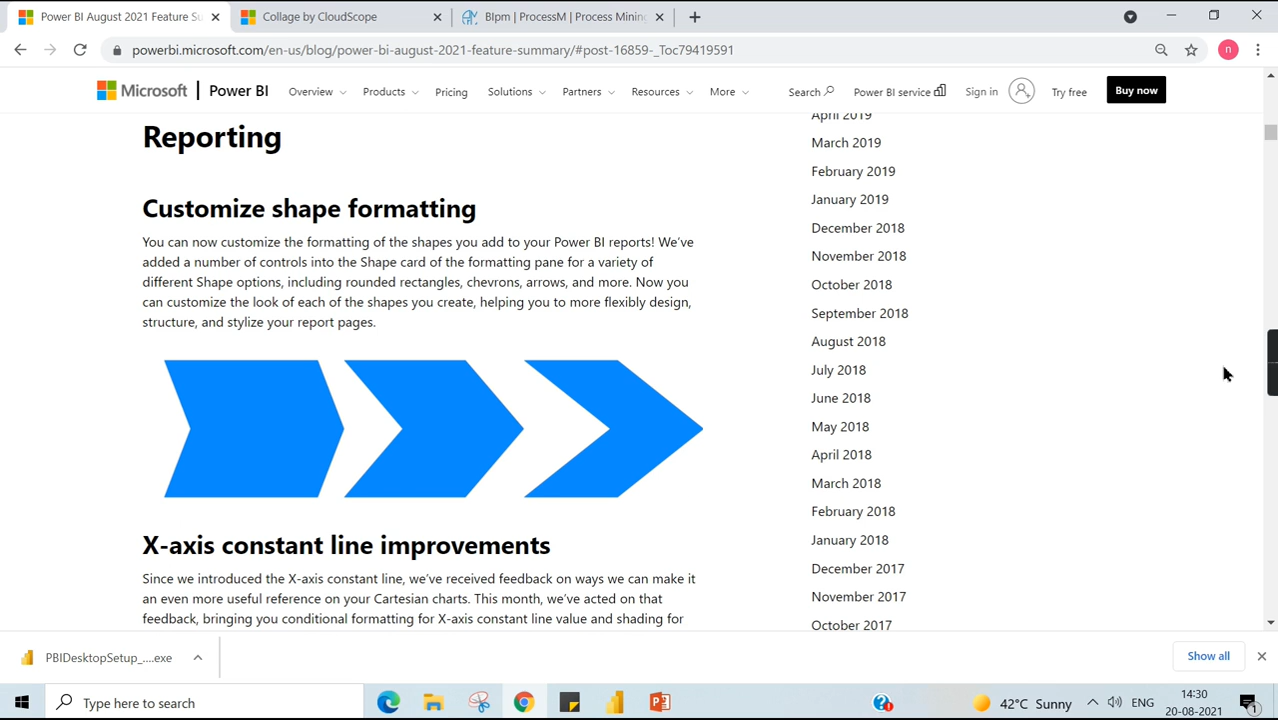 Power BI August 2021 Feature Su
Collage by CloudScope
BIpm | ProcessM | Process Mining
powerbi.microsoft.com/en-us/blog/power-bi-august-2021-feature-summary/#post-16859-_Toc79419591
n
Microsoft
Power BI
Overview
Products
Pricing
Solutions
Partners
Resources
More
Search
Power BI service
Sign in
Try free
Buy now
Reporting
Customize shape formatting
You can now customize the formatting of the shapes you add to your Power BI reports! We've
added a number of controls into the Shape card of the formatting pane for a variety of
different Shape options, including rounded rectangles, chevrons, arrows, and more. Now you
can customize the look of each of the shapes you create, helping you to more flexibly design,
structure, and stylize your report pages.
X-axis constant line improvements
Since we introduced the X-axis constant line, we've received feedback on ways we can make it
an even more useful reference on your Cartesian charts. This month, we've acted on that
feedback, bringing you conditional formatting for X-axis constant line value and shading for
April 2019
March 2019
February 2019
January 2019
December 2018
November 2018
October 2018
September 2018
August 2018
July 2018
June 2018
May 2018
April 2018
March 2018
February 2018
January 2018
December 2017
November 2017
October 2017
PBIDesktopSetup_....exe
Show all
Type here to search
42°C Sunny
ENG
14:30
20-08-2021
1